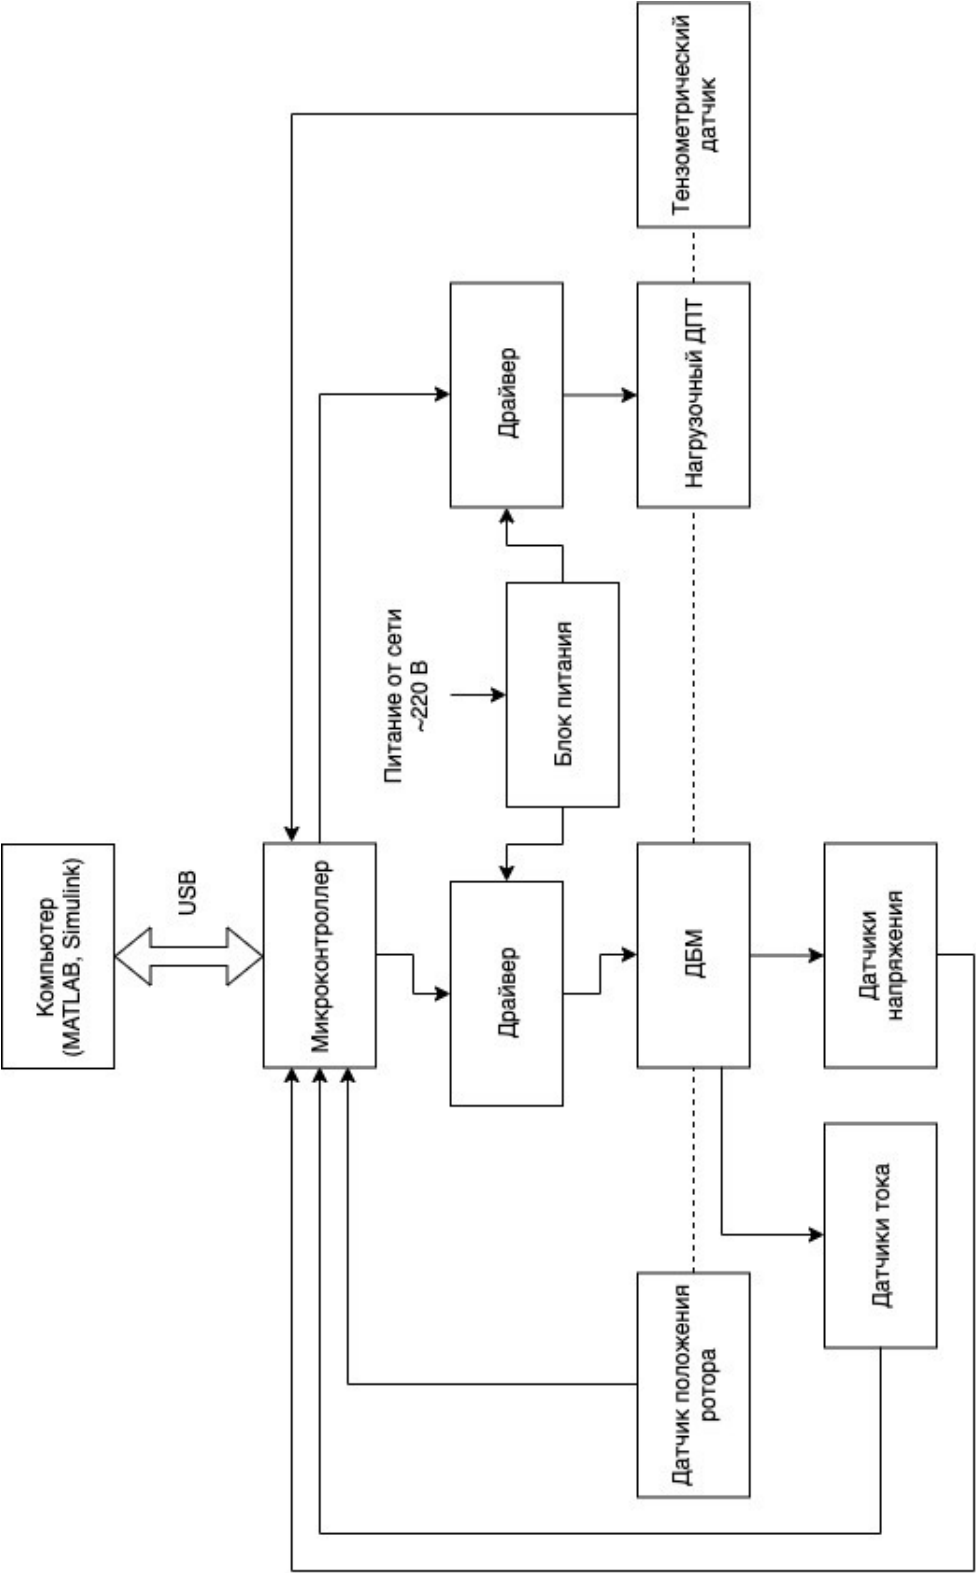 Компьютер
(MATLAB, Simulink)
USB
Микроконтроллер
Питание от сети
~220 В
Драйвер
Блок питания
Драйвер
Датчик положения
ротора
ДБМ
Нагрузочный ДПТ
Тензометрический
датчик
Датчики тока
Датчики
напряжения